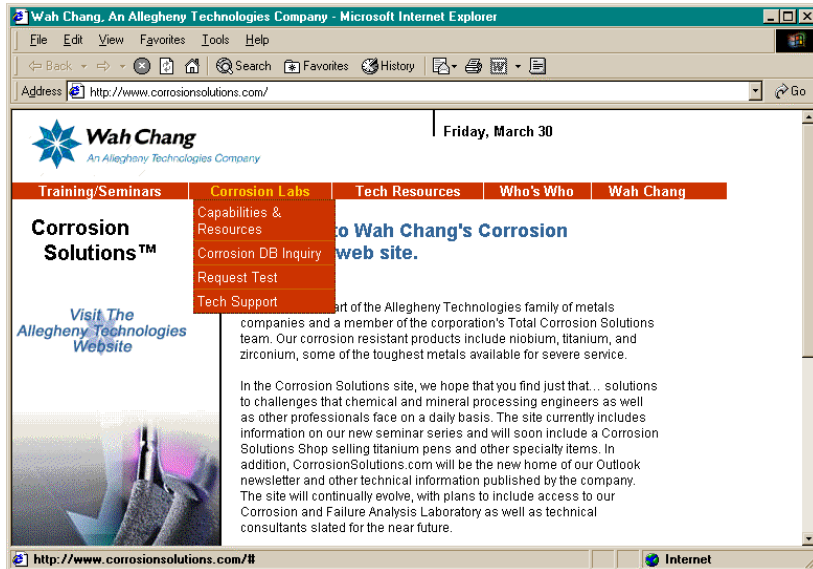 Wah Chang, An Allegheny Technologies Company - Microsoft Internet Explorer
File Edit View Favorites Tools Help
Back Search Favorites History
Address http://www.corrosionsolutions.com/ Go
Wah Chang
An Allegheny Technologies Company
Friday, March 30
Training/Seminars Corrosion Labs Tech Resources Who's Who Wah Chang
Capabilities &
Resources
Corrosion DB Inquiry
Request Test
Tech Support
Corrosion
Solutions™
Visit The
Allegheny Technologies
Website
to Wah Chang's Corrosion
web site.
art of the Allegheny Technologies family of metals
companies and a member of the corporation's Total Corrosion Solutions
team. Our corrosion resistant products include niobium, titanium, and
zirconium, some of the toughest metals available for severe service.
In the Corrosion Solutions site, we hope that you find just that... solutions
to challenges that chemical and mineral processing engineers as well
as other professionals face on a daily basis. The site currently includes
information on our new seminar series and will soon include a Corrosion
Solutions Shop selling titanium pens and other specialty items. In
addition, CorrosionSolutions.com will be the new home of our Outlook
newsletter and other technical information published by the company.
The site will continually evolve, with plans to include access to our
Corrosion and Failure Analysis Laboratory as well as technical
consultants slated for the near future.
http://www.corrosionsolutions.com/# Internet